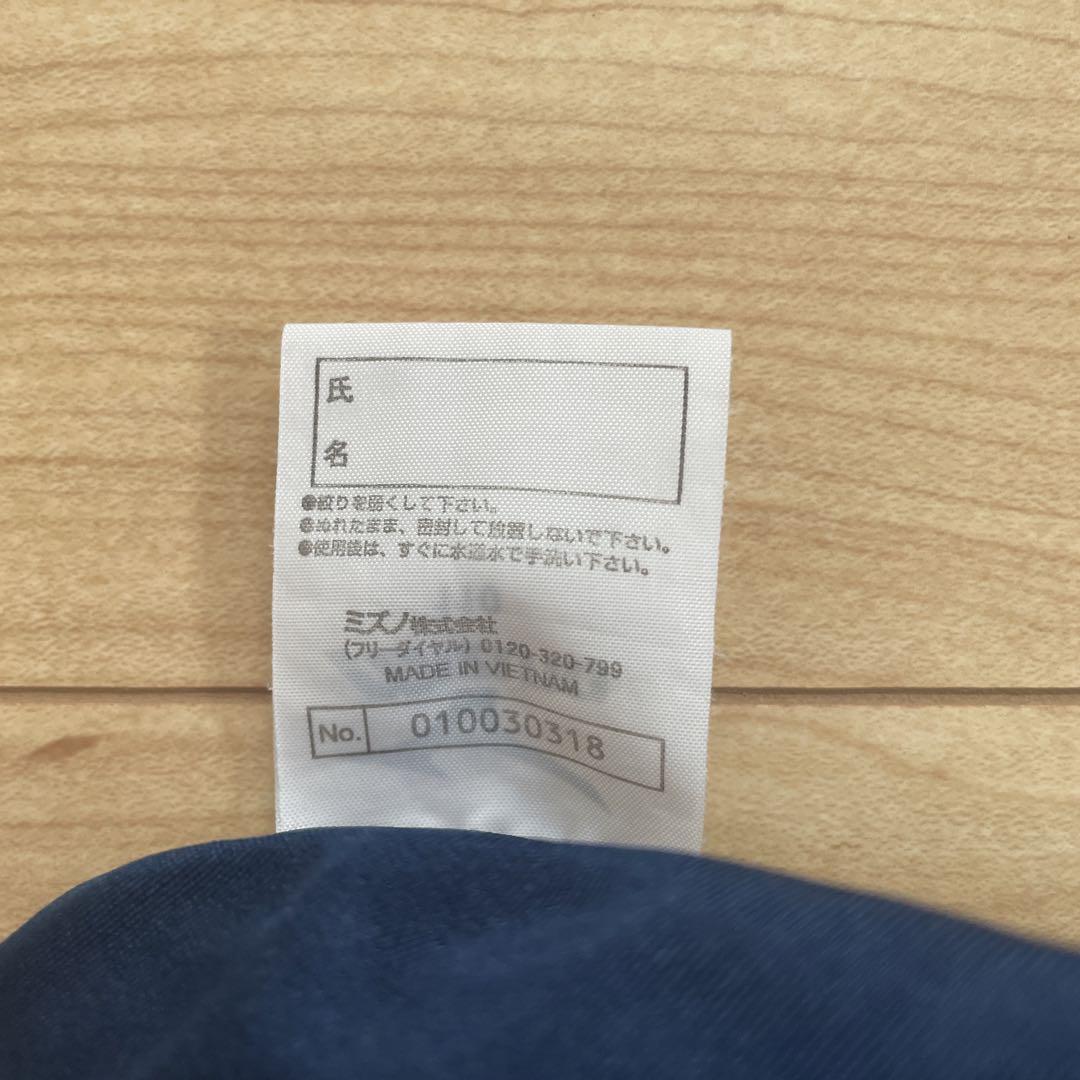 氏
名
●絞りを弱くして下さい。
●ぬれたまま、密封して放置しないで下さい。
●使用後は、すぐに水道水で手洗い下さい。
ミズノ株式会社
(フリーダイヤル) 0120-320-799
MADE IN VIETNAM
No. 010030318